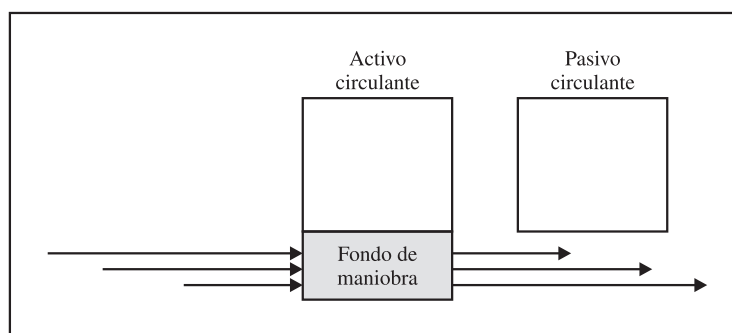 Activo
circulante
Pasivo
circulante
Fondo de
maniobra